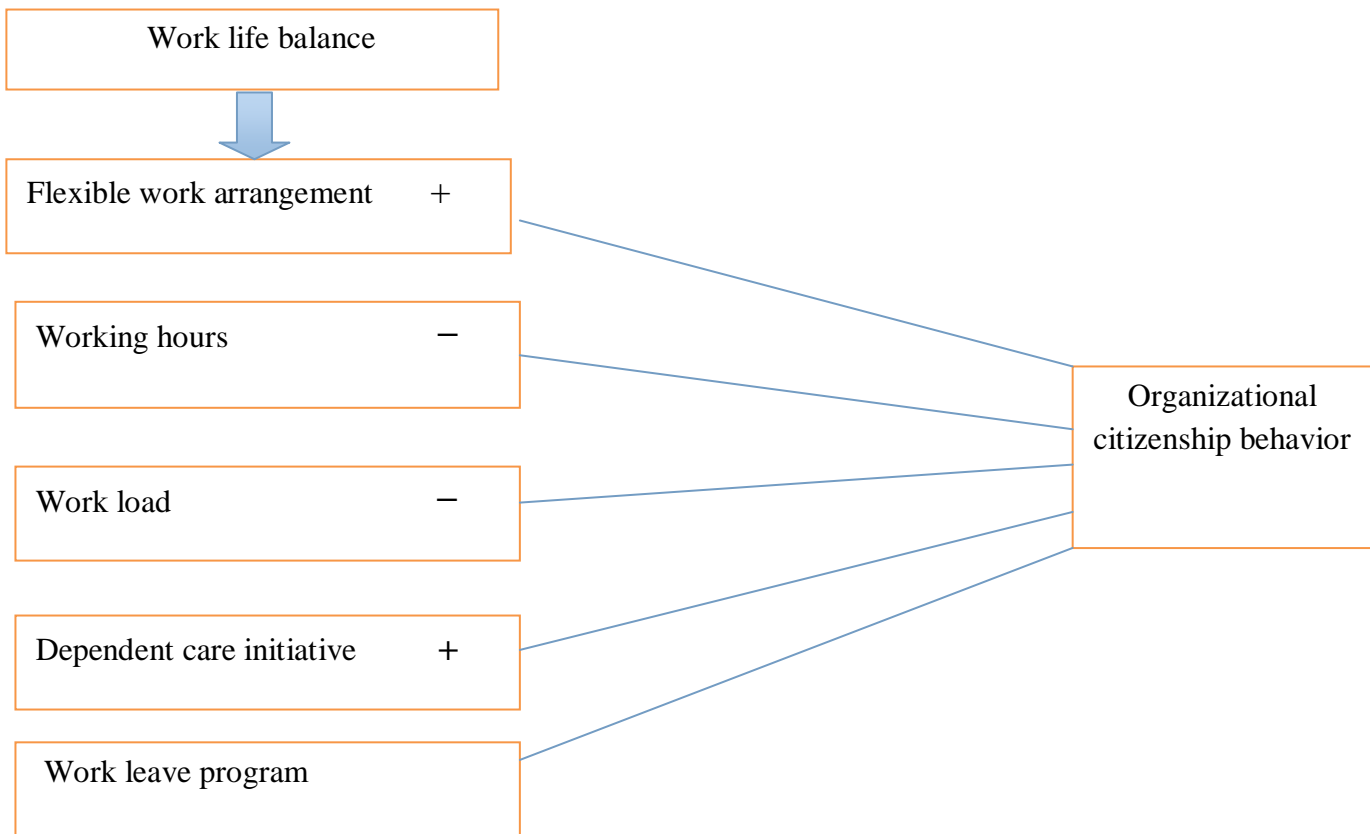 Work life balance
Flexible work arrangement +
Working hours −
Work load −
Dependent care initiative +
Work leave program
Organizational
citizenship behavior